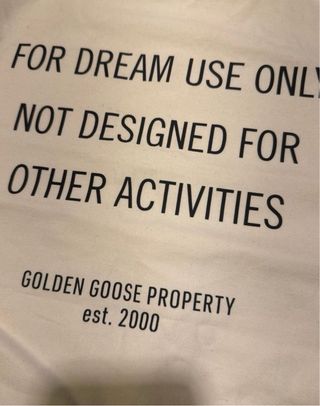 FOR DREAM USE ONLY
NOT DESIGNED FOR
OTHER ACTIVITIES
GOLDEN GOOSE PROPERTY
est. 2000